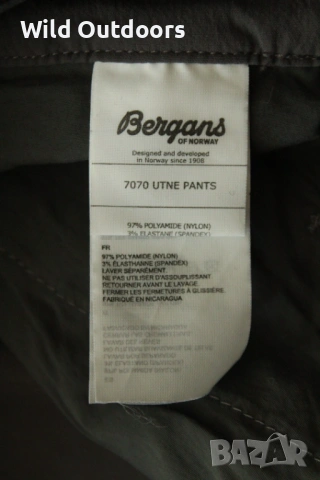 Wild Outdoors
Bergans
OF NORWAY
Designed and developed
in Norway since 1908
7070 UTNE PANTS
97% POLYAMIDE (NYLON)
3% ELASTANE (SPANDEX)
FR
97% POLYAMIDE (NYLON)
3% ÉLASTHANNE (SPANDEX)
LAVER SÉPARÉMENT
NE PAS UTILISER D'ASSOUPLISSANT
RETOURNER AVANT LE LAVAGE
FERMER LES FERMETURES À GLISSIÈRE
FABRIQUÉ EN NICARAGUA
BAZAR